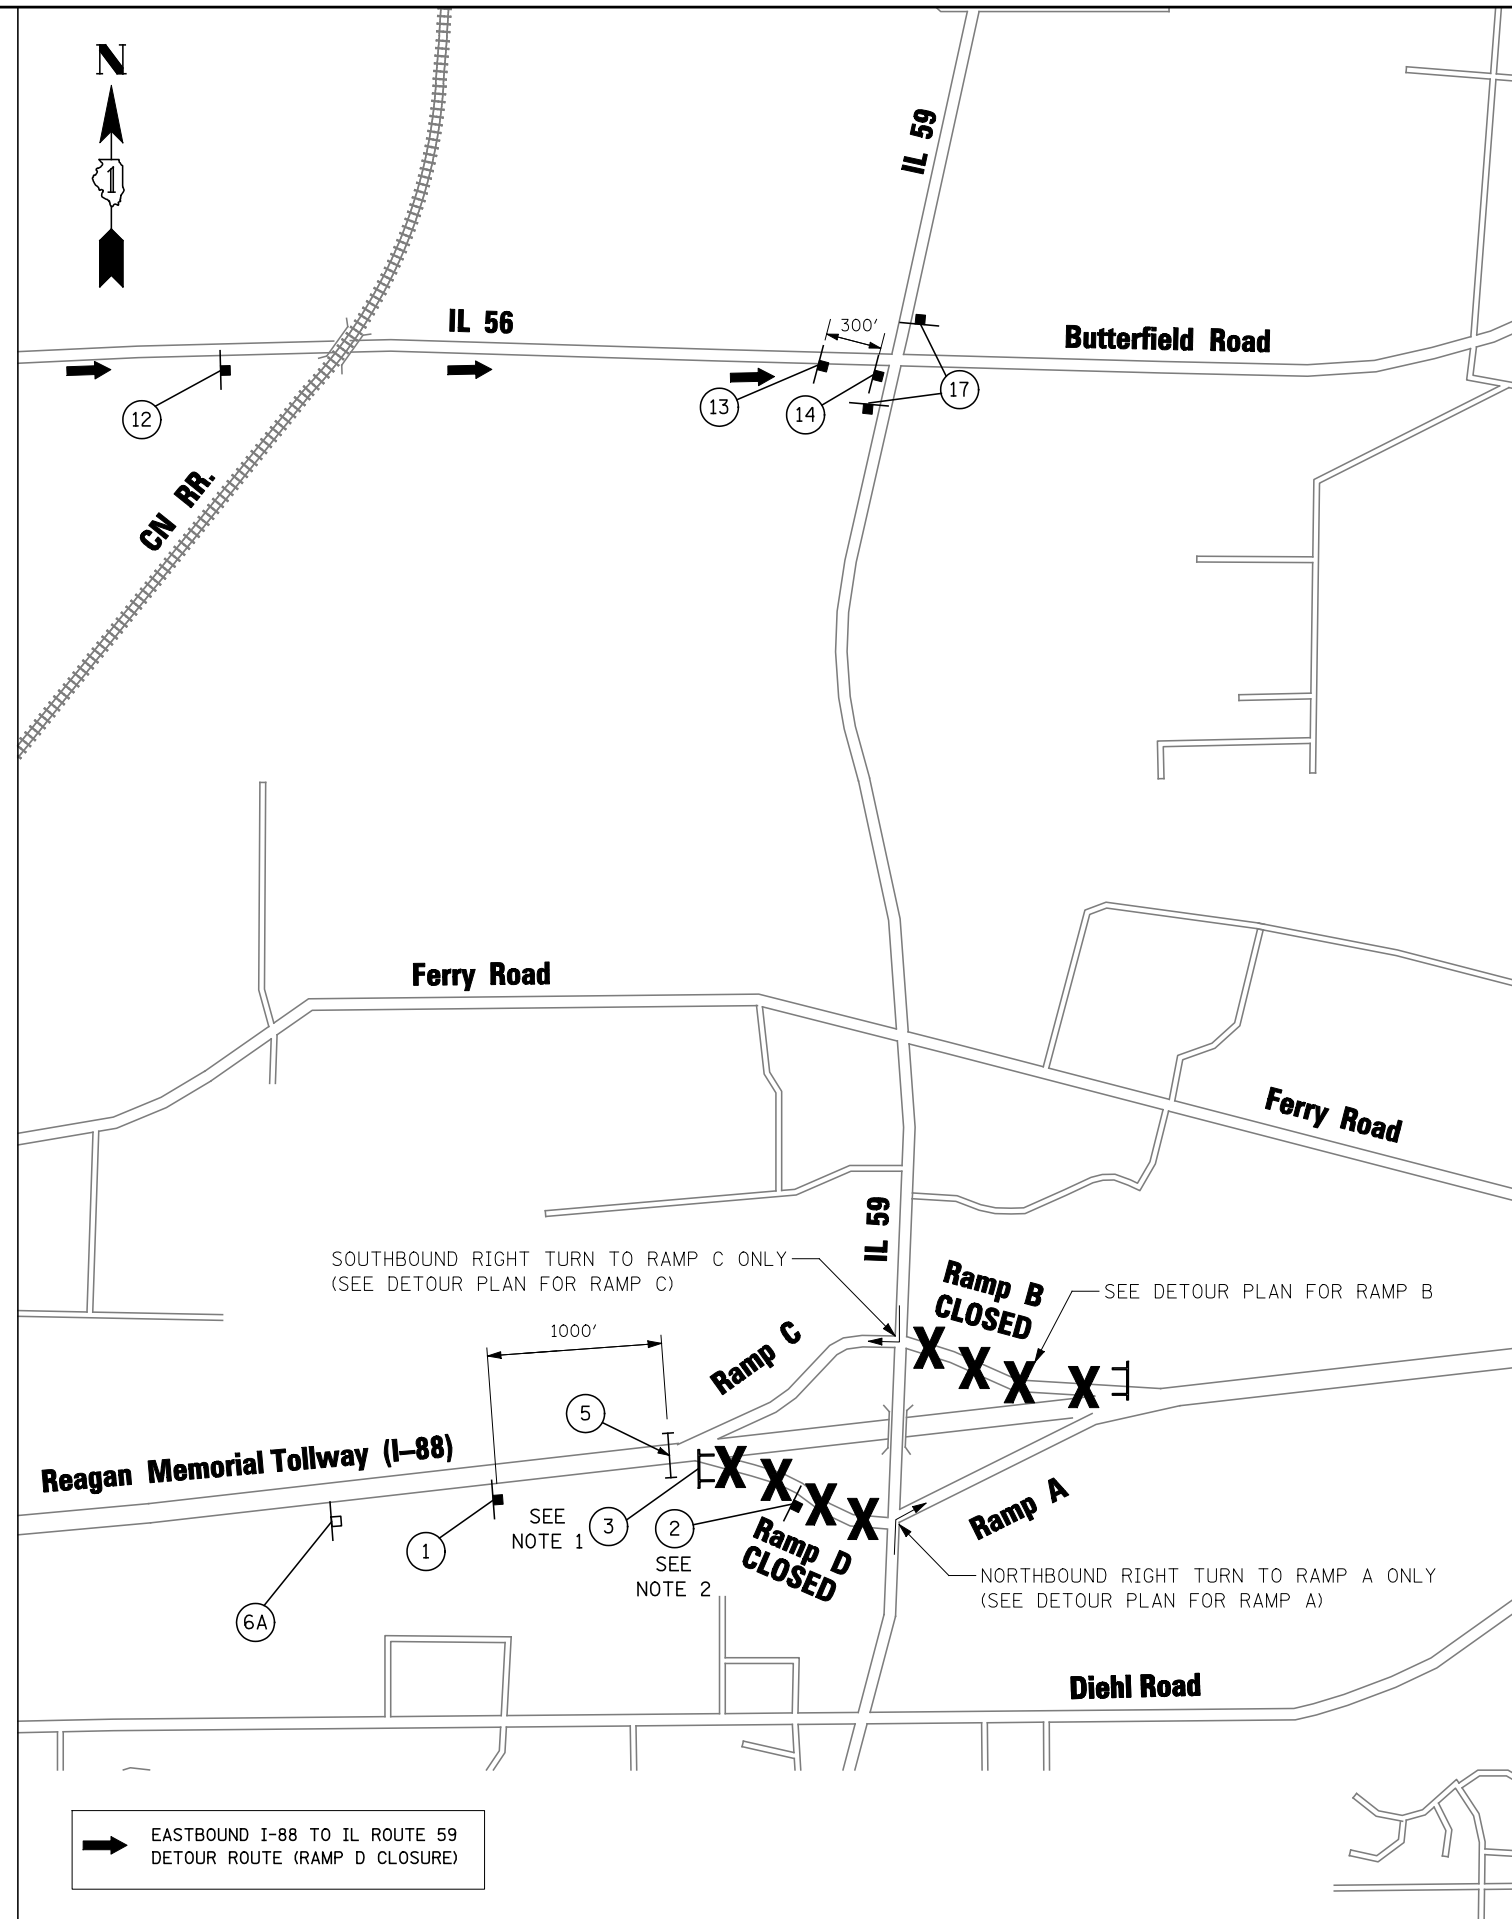 N
1
IL 59
IL 56
300'
Butterfield Road
12
13
14
17
CN RR.
Ferry Road
Ferry Road
IL 59
SOUTHBOUND RIGHT TURN TO RAMP C ONLY
(SEE DETOUR PLAN FOR RAMP C)
Ramp B
CLOSED
SEE DETOUR PLAN FOR RAMP B
1000'
Ramp C
5
Reagan Memorial Tollway (I-88)
SEE
NOTE 1
3
2
SEE
NOTE 2
1
6A
Ramp D
CLOSED
Ramp A
NORTHBOUND RIGHT TURN TO RAMP A ONLY
(SEE DETOUR PLAN FOR RAMP A)
Diehl Road
EASTBOUND I-88 TO IL ROUTE 59
DETOUR ROUTE (RAMP D CLOSURE)